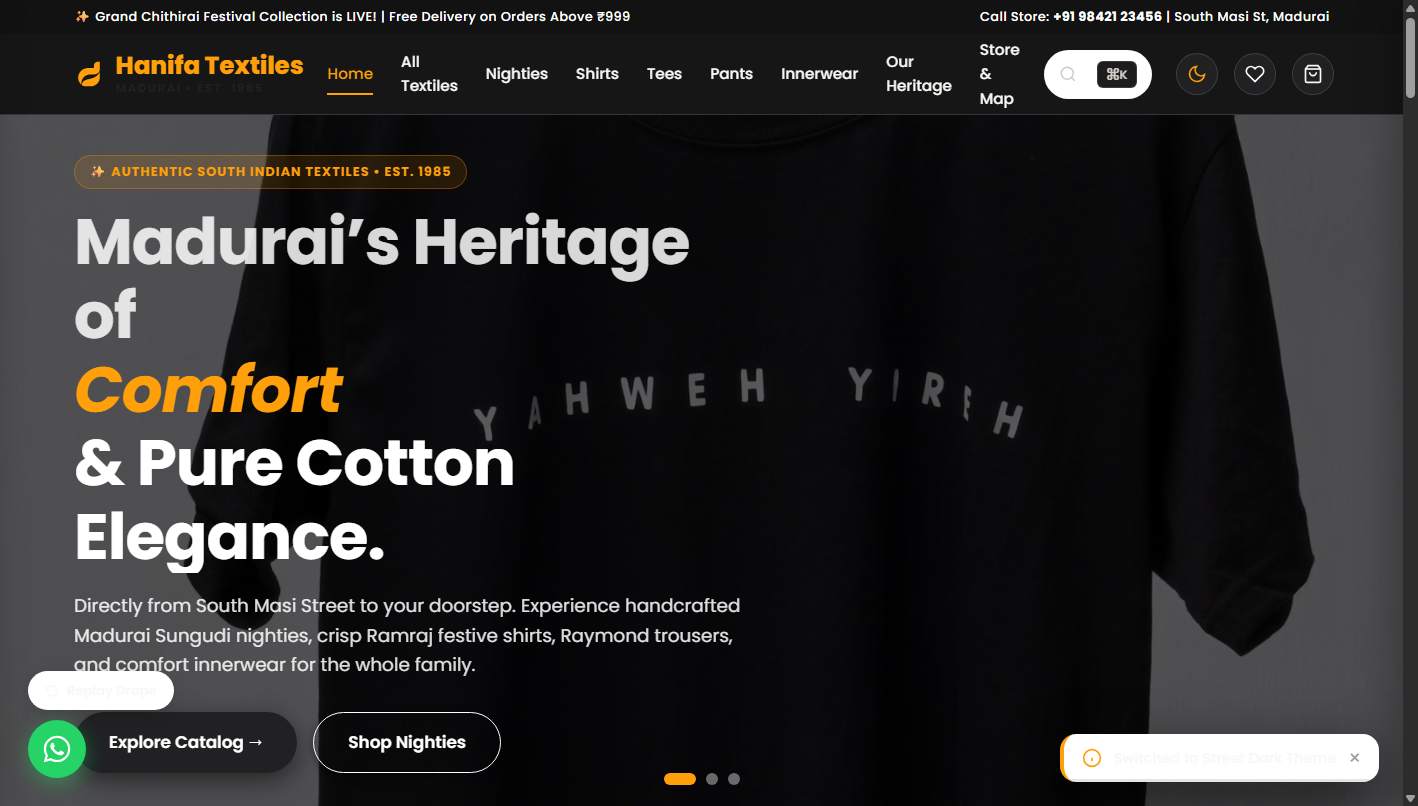 ✨ Grand Chithirai Festival Collection is LIVE! | Free Delivery on Orders Above ₹999
Call Store: +91 98421 23456 | South Masi St, Madurai
Hanifa Textiles
MADURAI • EST. 1985
Home
All
Textiles
Nighties
Shirts
Tees
Pants
Innerwear
Our
Heritage
Store
&
Map
⌘K
✨ AUTHENTIC SOUTH INDIAN TEXTILES • EST. 1985
Madurai’s Heritage
of
Comfort
& Pure Cotton
Elegance.
YAHWEH YIREH
Directly from South Masi Street to your doorstep. Experience handcrafted
Madurai Sungudi nighties, crisp Ramraj festive shirts, Raymond trousers,
and comfort innerwear for the whole family.
Replay Drape
Explore Catalog →
Shop Nighties
Switched to Street Dark Theme ×